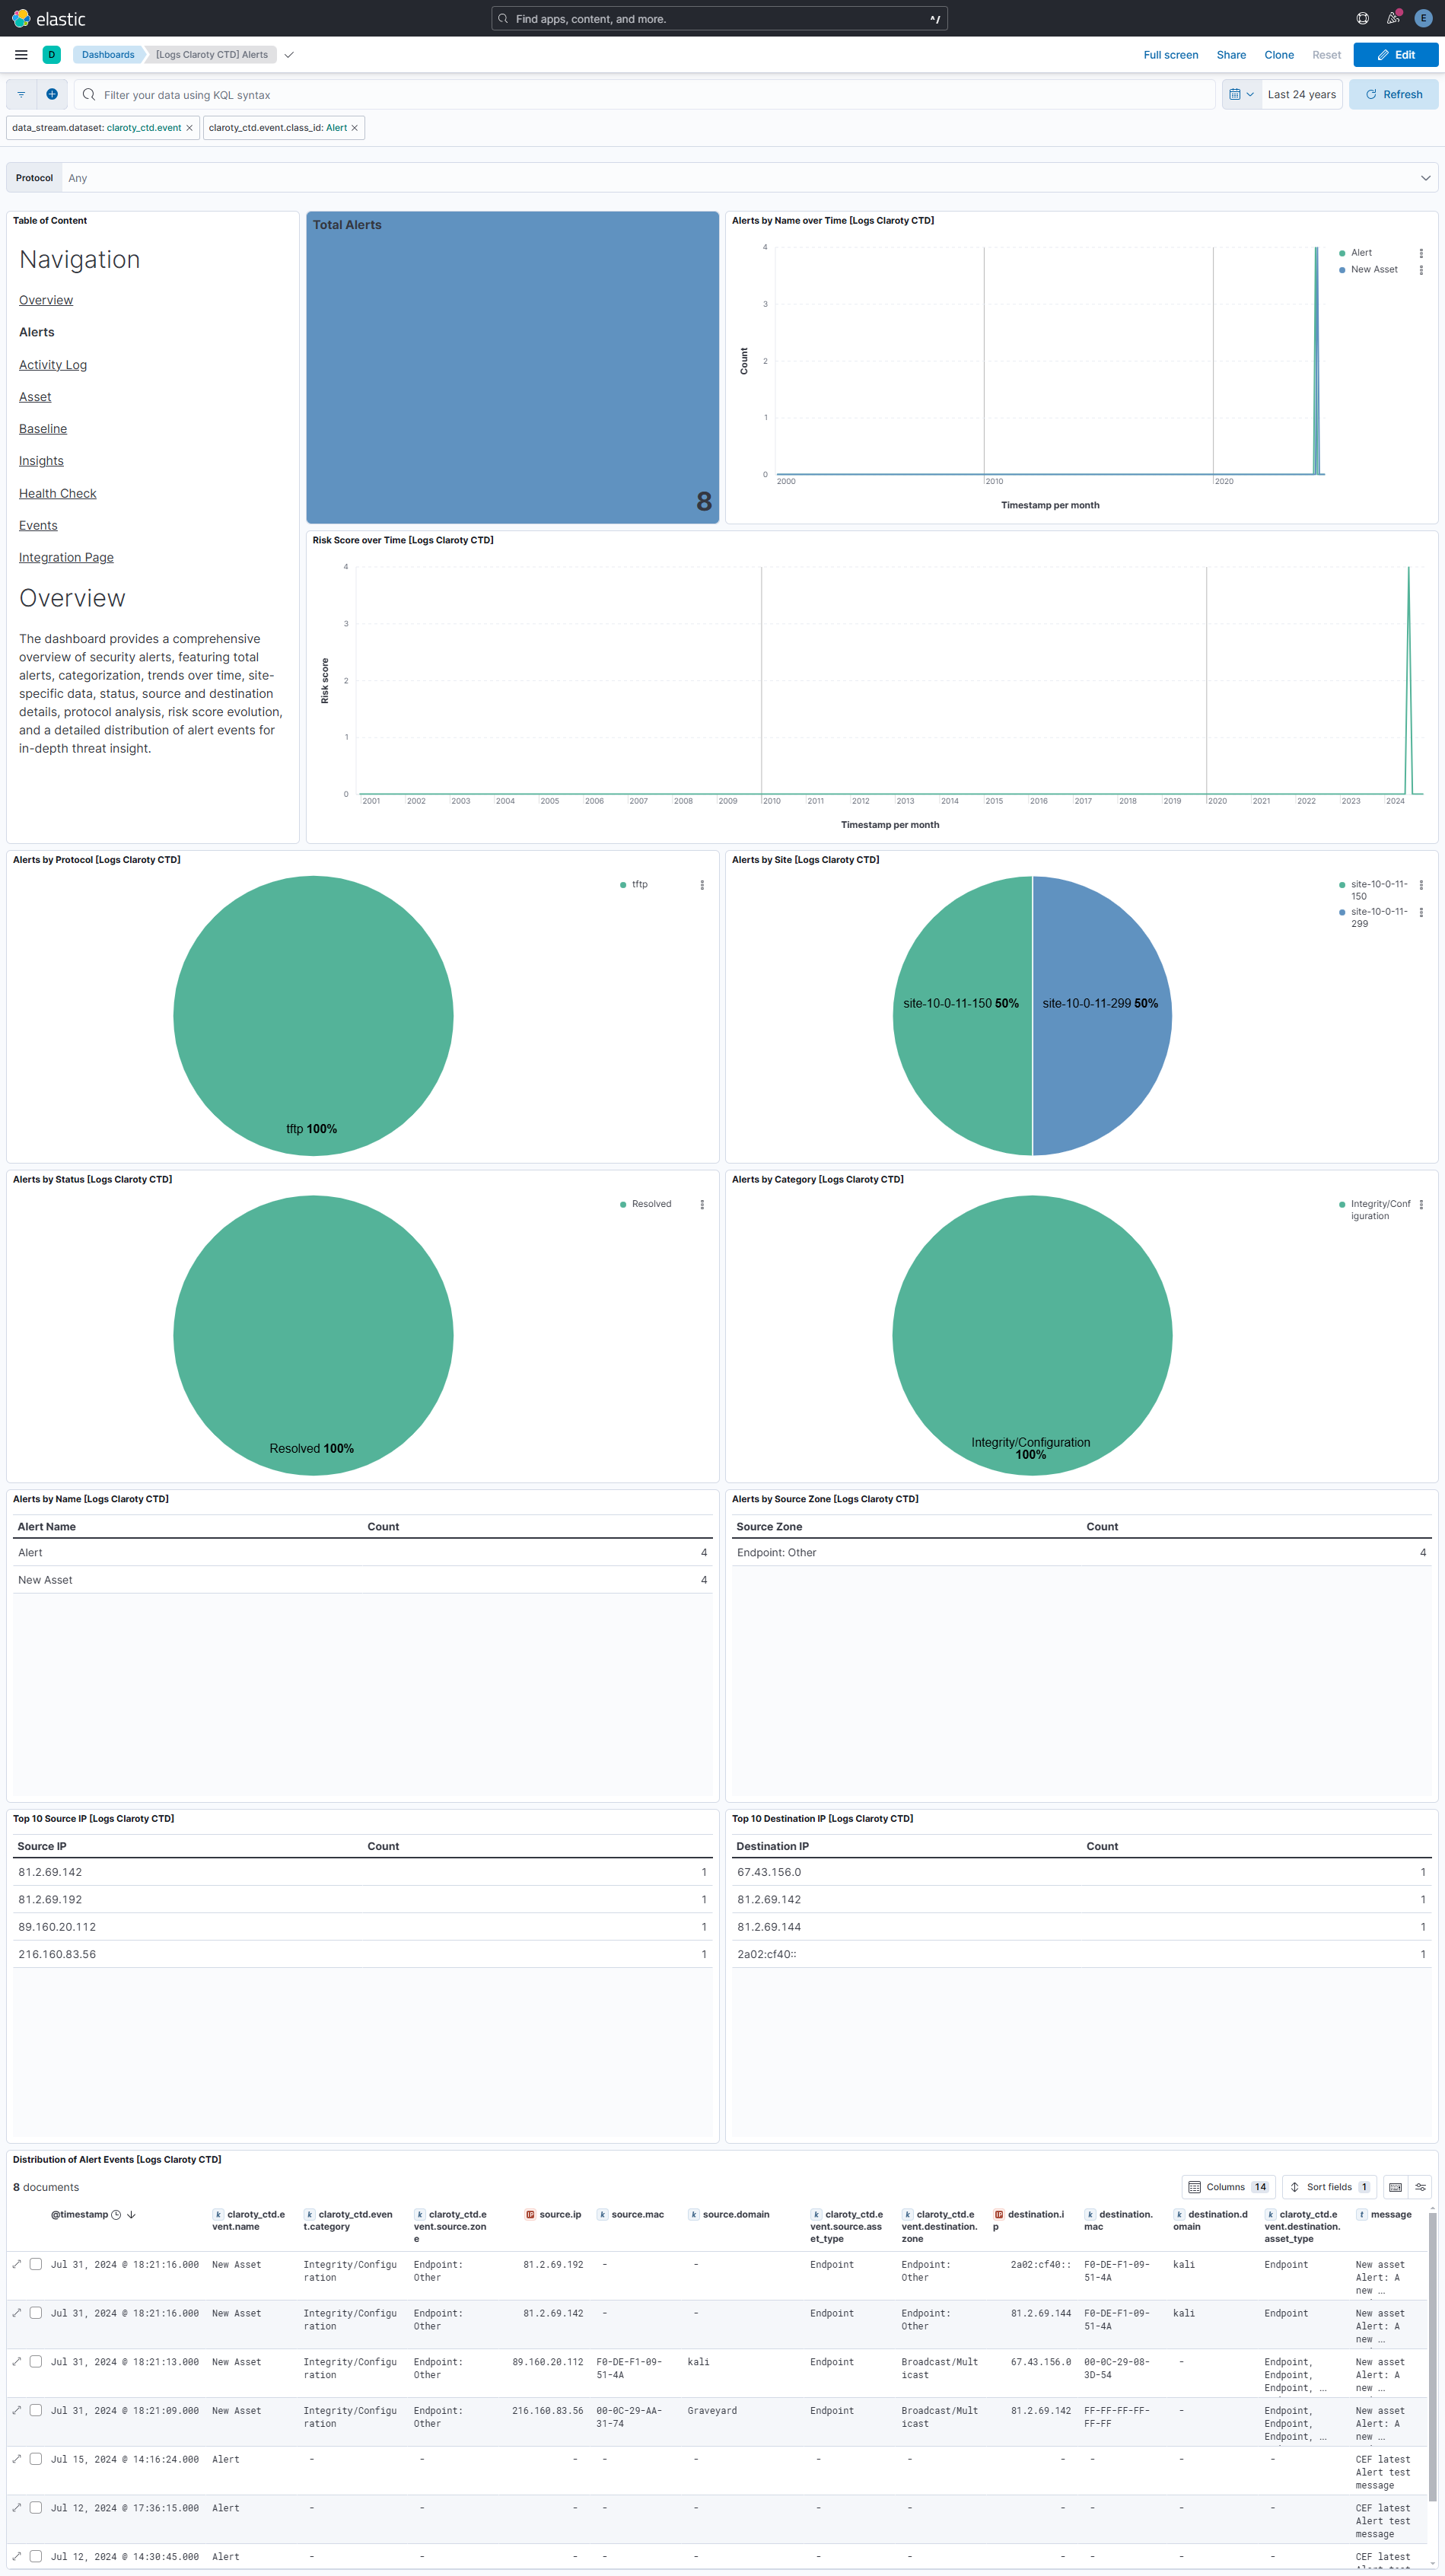 elastic
Find apps, content, and more.
^/
E
D
Dashboards
[Logs Claroty CTD] Alerts
Full screen
Share
Clone
Reset
Edit
Filter your data using KQL syntax
Last 24 years
Refresh
data_stream.dataset: claroty_ctd.event
claroty_ctd.event.class_id: Alert
Protocol
Any
Table of Content
Navigation
Overview
Alerts
Activity Log
Asset
Baseline
Insights
Health Check
Events
Integration Page
Overview
The dashboard provides a comprehensive
overview of security alerts, featuring total
alerts, categorization, trends over time, site-
specific data, status, source and destination
details, protocol analysis, risk score evolution,
and a detailed distribution of alert events for
in-depth threat insight.
Total Alerts
8
Alerts by Name over Time [Logs Claroty CTD]
4
3
2
1
0
Count
2000
2010
2020
Timestamp per month
Alert
New Asset
Risk Score over Time [Logs Claroty CTD]
4
3
2
1
0
Risk score
2001 2002 2003 2004 2005 2006 2007 2008 2009 2010 2011 2012 2013 2014 2015 2016 2017 2018 2019 2020 2021 2022 2023 2024
Timestamp per month
Alerts by Protocol [Logs Claroty CTD]
tftp
tftp 100%
Alerts by Site [Logs Claroty CTD]
site-10-0-11-
150
site-10-0-11-
299
site-10-0-11-150 50%
site-10-0-11-299 50%
Alerts by Status [Logs Claroty CTD]
Resolved
Resolved 100%
Alerts by Category [Logs Claroty CTD]
Integrity/Conf
iguration
Integrity/Configuration
100%
Alerts by Name [Logs Claroty CTD]
Alert Name Count
Alert 4
New Asset 4
Alerts by Source Zone [Logs Claroty CTD]
Source Zone Count
Endpoint: Other 4
Top 10 Source IP [Logs Claroty CTD]
Source IP Count
81.2.69.142 1
81.2.69.192 1
89.160.20.112 1
216.160.83.56 1
Top 10 Destination IP [Logs Claroty CTD]
Destination IP Count
67.43.156.0 1
81.2.69.142 1
81.2.69.144 1
2a02:cf40:: 1
Distribution of Alert Events [Logs Claroty CTD]
8 documents
Columns 14
Sort fields 1
@timestamp k claroty_ctd.e k claroty_ctd.even k claroty_ctd.e IP source.ip k source.mac k source.domain k claroty_ctd.e k claroty_ctd.e IP destination.i k destination. k destination.d k claroty_ctd.e t message
vent.name t.category vent.source.zon vent.source.ass vent.destination. p mac omain vent.destination.
e et_type zone asset_type
Jul 31, 2024 @ 18:21:16.000 New Asset Integrity/Configu Endpoint: 81.2.69.192 - - Endpoint Endpoint: 2a02:cf40:: F0-DE-F1-09- kali Endpoint New asset
ration Other Other 51-4A Alert: A
new ...
Jul 31, 2024 @ 18:21:16.000 New Asset Integrity/Configu Endpoint: 81.2.69.142 - - Endpoint Endpoint: 81.2.69.144 F0-DE-F1-09- kali Endpoint New asset
ration Other Other 51-4A Alert: A
new ...
Jul 31, 2024 @ 18:21:13.000 New Asset Integrity/Configu Endpoint: 89.160.20.112 F0-DE-F1-09- kali Endpoint Broadcast/Mult 67.43.156.0 00-0C-29-08- - Endpoint, New asset
ration Other 51-4A icast 3D-54 Endpoint, Alert: A
Endpoint, ... new ...
Jul 31, 2024 @ 18:21:09.000 New Asset Integrity/Configu Endpoint: 216.160.83.56 00-0C-29-AA- Graveyard Endpoint Broadcast/Mult 81.2.69.142 FF-FF-FF-FF- - Endpoint, New asset
ration Other 31-74 icast FF-FF Endpoint, Alert: A
Endpoint, ... new ...
Jul 15, 2024 @ 14:16:24.000 Alert - - - - - - - - - - - CEF latest
Alert test
message
Jul 12, 2024 @ 17:36:15.000 Alert - - - - - - - - - - - CEF latest
Alert test
message
Jul 12, 2024 @ 14:30:45.000 Alert - - - - - - - - - - - CEF latest